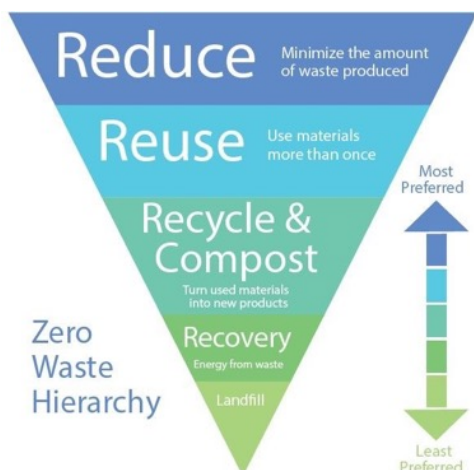 Reduce
Minimize the amount
of waste produced
Reuse
Use materials
more than once
Recycle &
Compost
Turn used materials
into new products
Recovery
Energy from waste
Landfill
Zero
Waste
Hierarchy
Most
Preferred
Least
Preferred